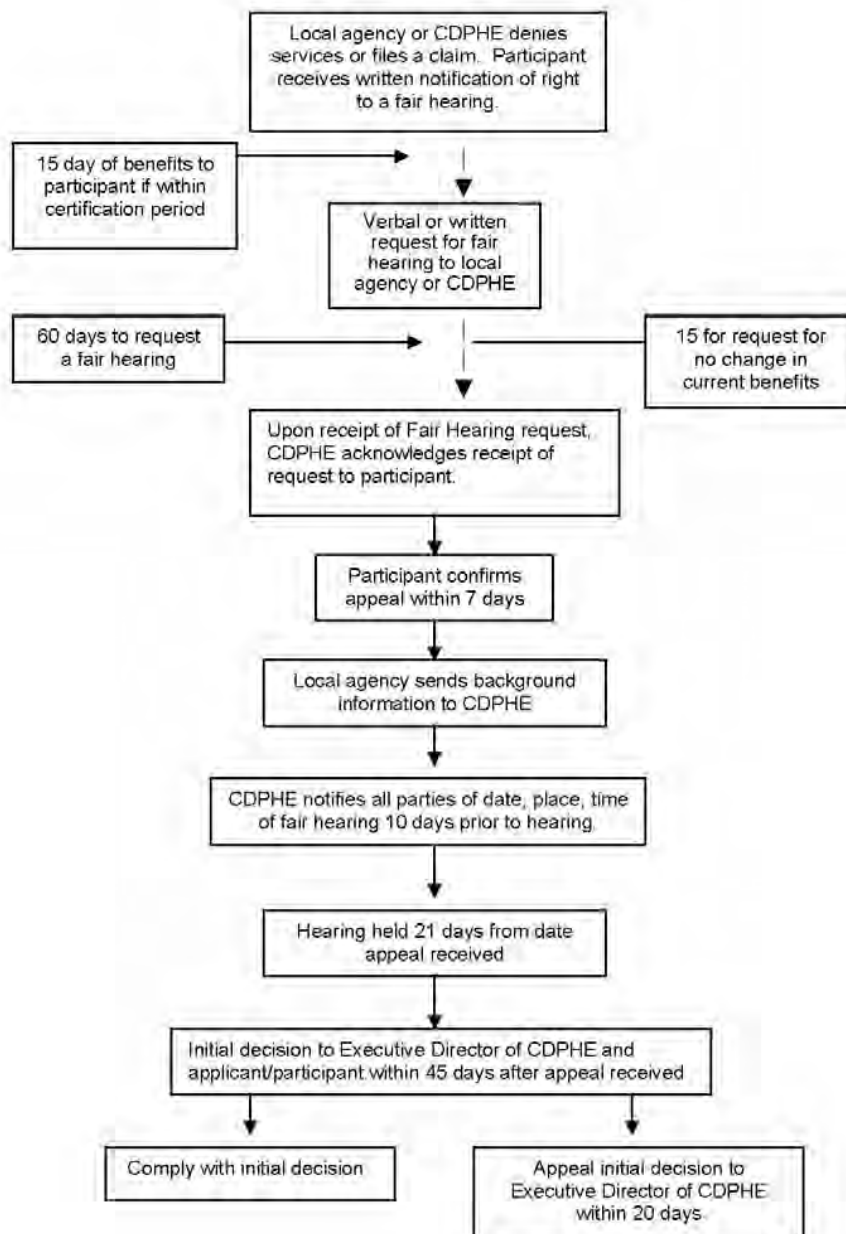 Local agency or CDPHE denies
services or files a claim. Participant
receives written notification of right
to a fair hearing.
15 day of benefits to
participant if within
certification period
Verbal or written
request for fair
hearing to local
agency or CDPHE
60 days to request
a fair hearing
15 for request for
no change in
current benefits
Upon receipt of Fair Hearing request,
CDPHE acknowledges receipt of
request to participant.
Participant confirms
appeal within 7 days
Local agency sends background
information to CDPHE
CDPHE notifies all parties of date, place, time
of fair hearing 10 days prior to hearing.
Hearing held 21 days from date
appeal received
Initial decision to Executive Director of CDPHE and
applicant/participant within 45 days after appeal received
Comply with initial decision
Appeal initial decision to
Executive Director of CDPHE
within 20 days.